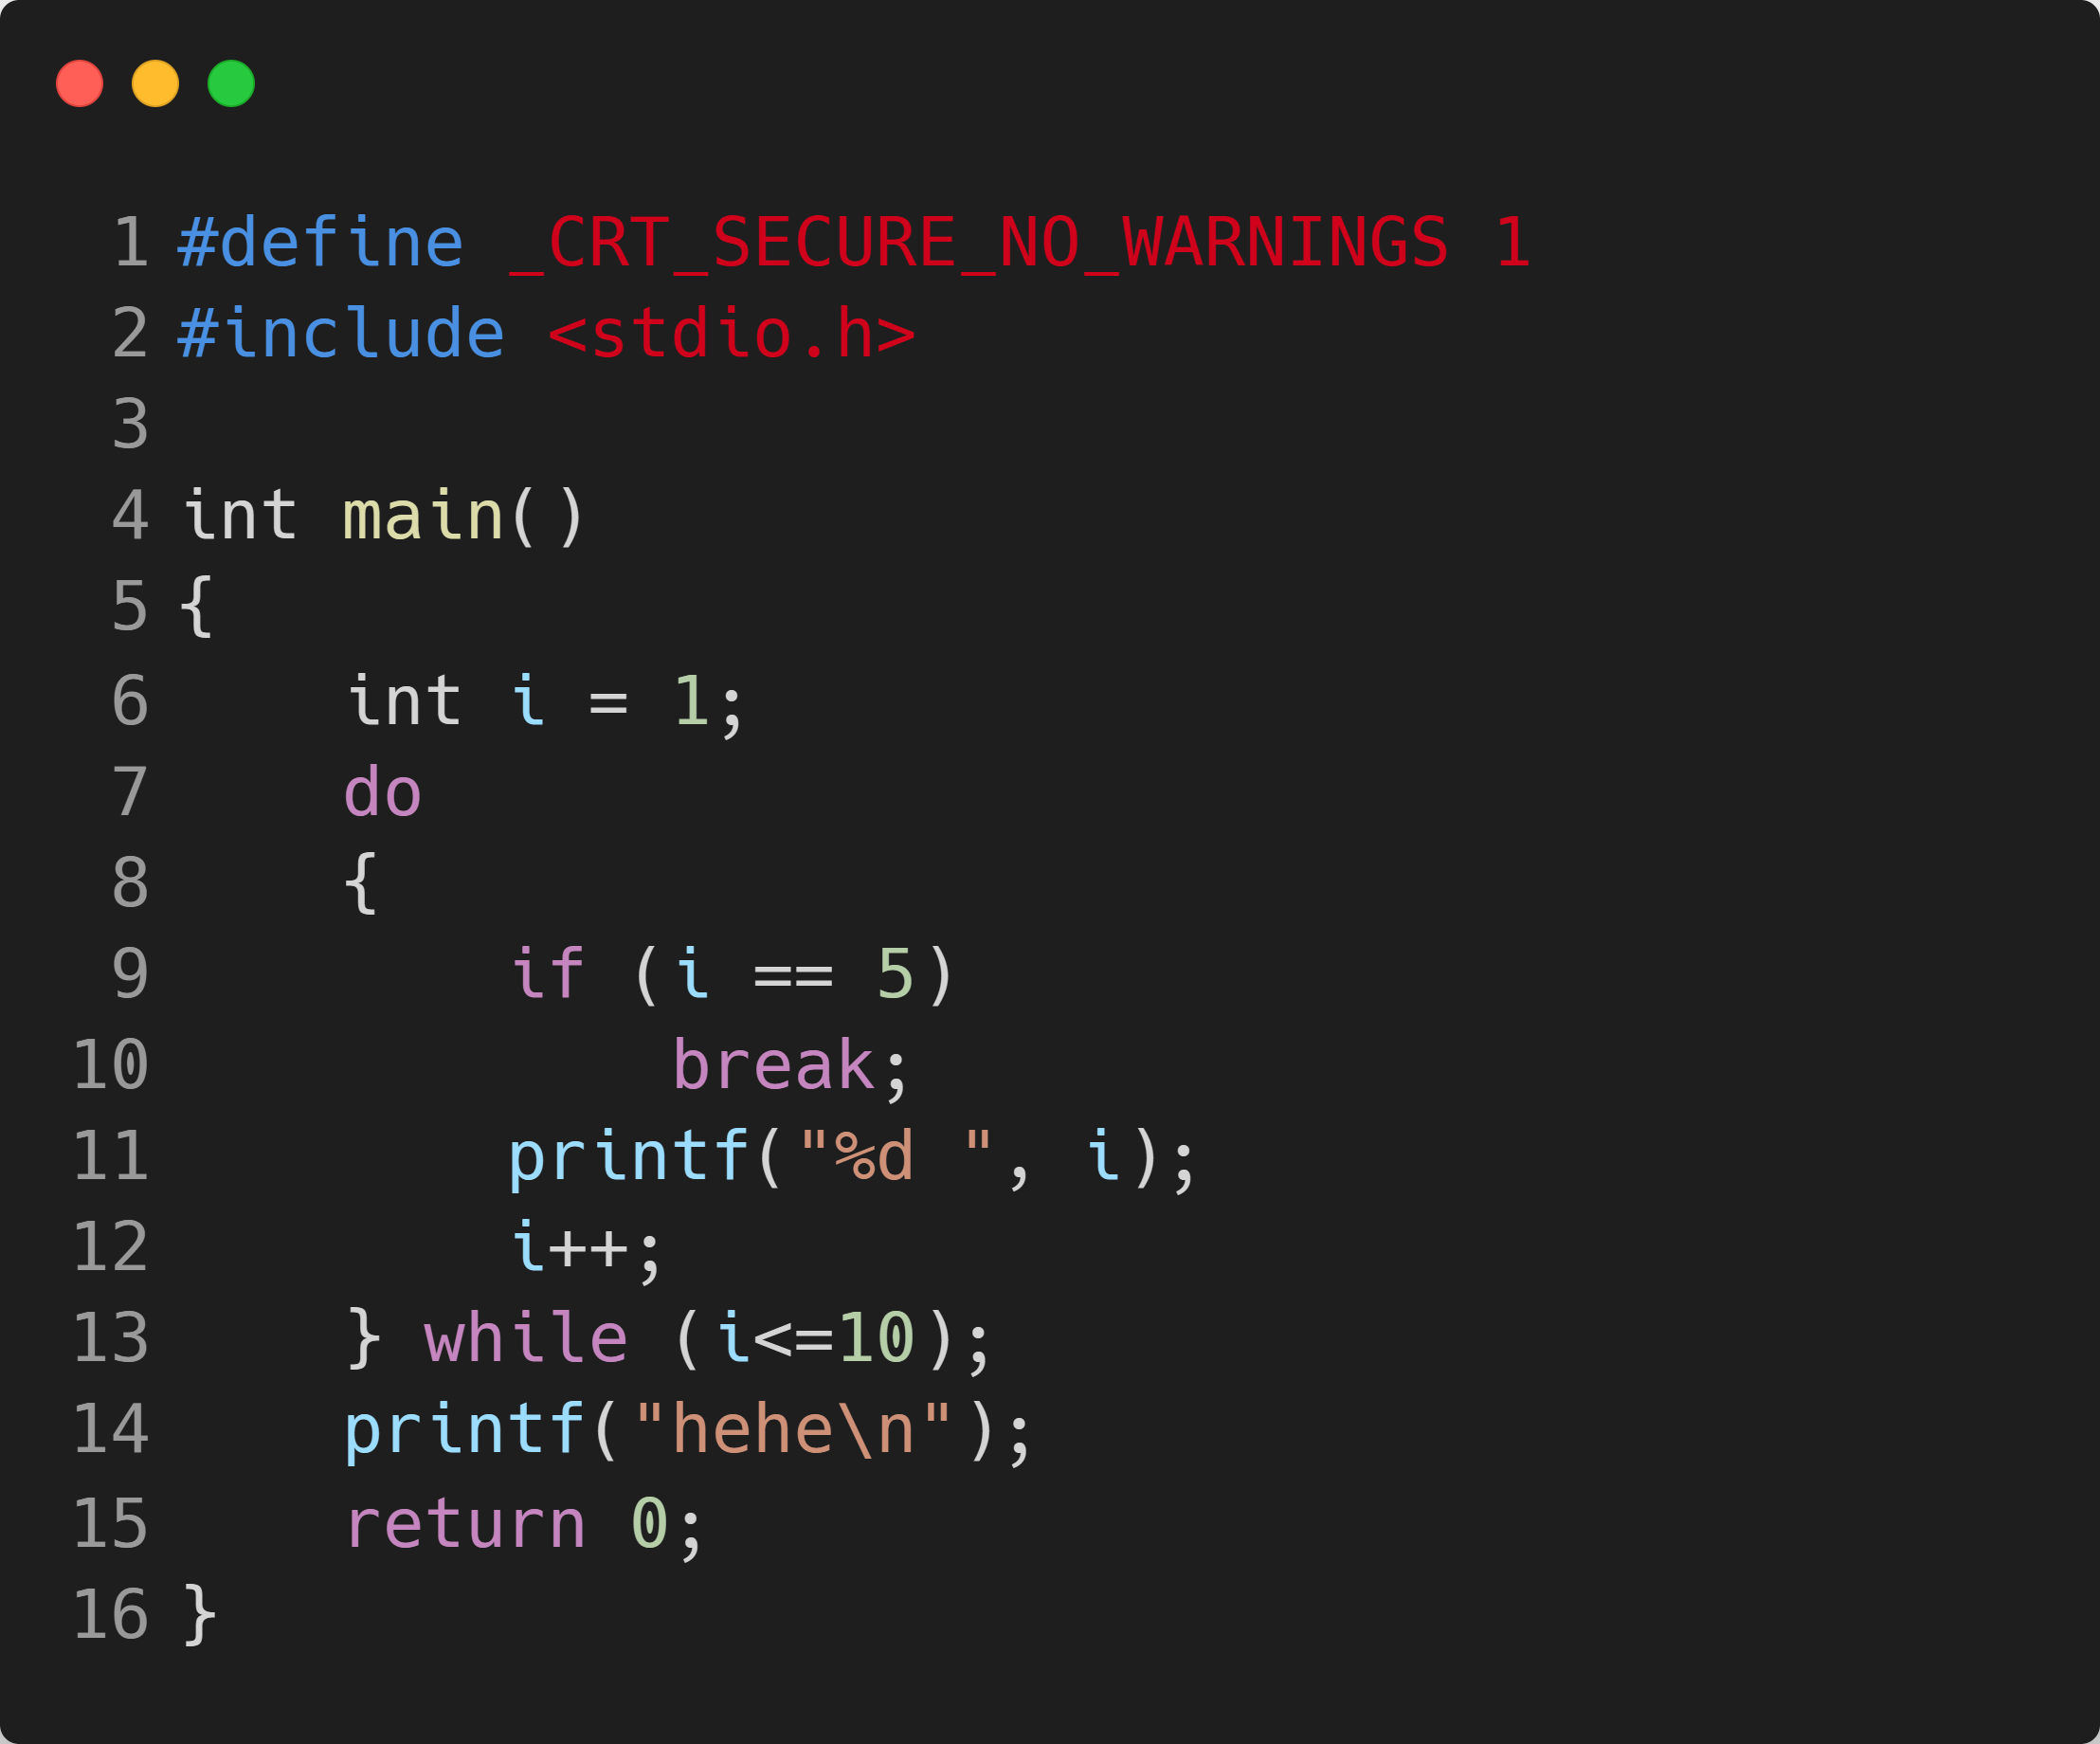 1 #define _CRT_SECURE_NO_WARNINGS 1
2 #include <stdio.h>
3
4 int main()
5 {
6     int i = 1;
7     do
8     {
9         if (i == 5)
10             break;
11         printf("%d ", i);
12         i++;
13     } while (i<=10);
14     printf("hehe\n");
15     return 0;
16 }